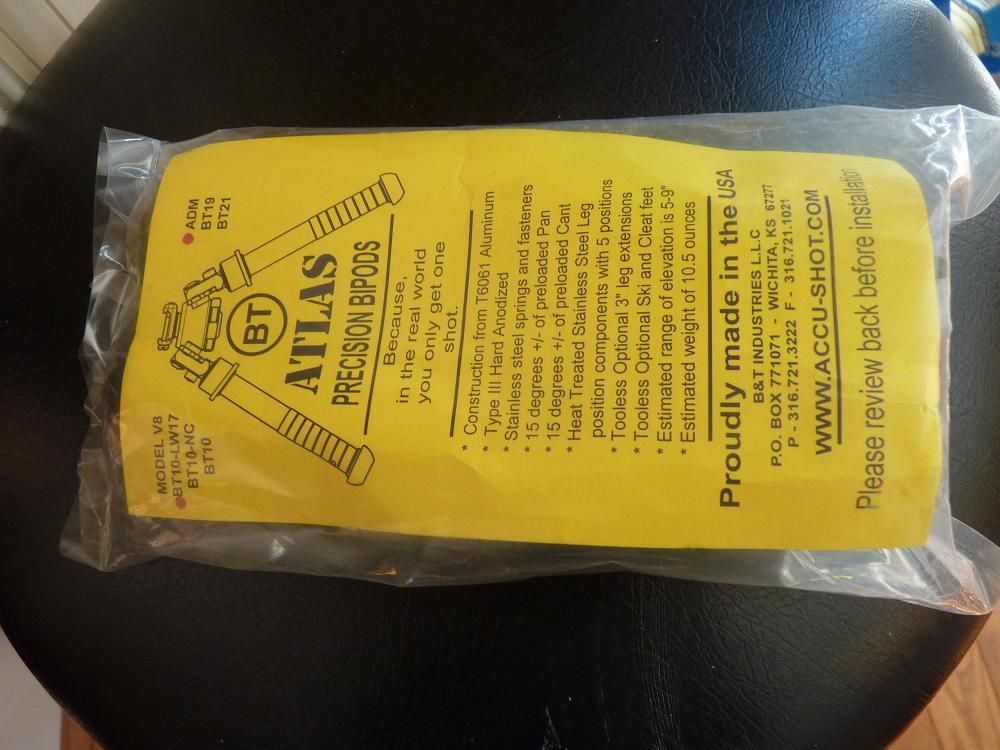 MODEL V8
BT10-LW17
BT10-NC
BT10
ADM
BT19
BT21
BT
ATLAS
PRECISION BIPODS
Because,
in the real world
you only get one
shot.
* Construction from T6061 Aluminum
* Type III Hard Anodized
* Stainless steel springs and fasteners
* 15 degrees +/- of preloaded Pan
* 15 degrees +/- of preloaded Cant
* Heat Treated Stainless Steel Leg
position components with 5 positions
* Tooless Optional 3" leg extensions
* Tooless Optional Ski and Cleat feet
* Estimated range of elevation is 5-9"
* Estimated weight of 10.5 ounces
Proudly made in the USA
B&T INDUSTRIES L.L.C
P.O. BOX 771071 - WICHITA, KS 67277
P - 316.721.3222 F - 316.721.1021
WWW.ACCU-SHOT.COM
Please review back before installation